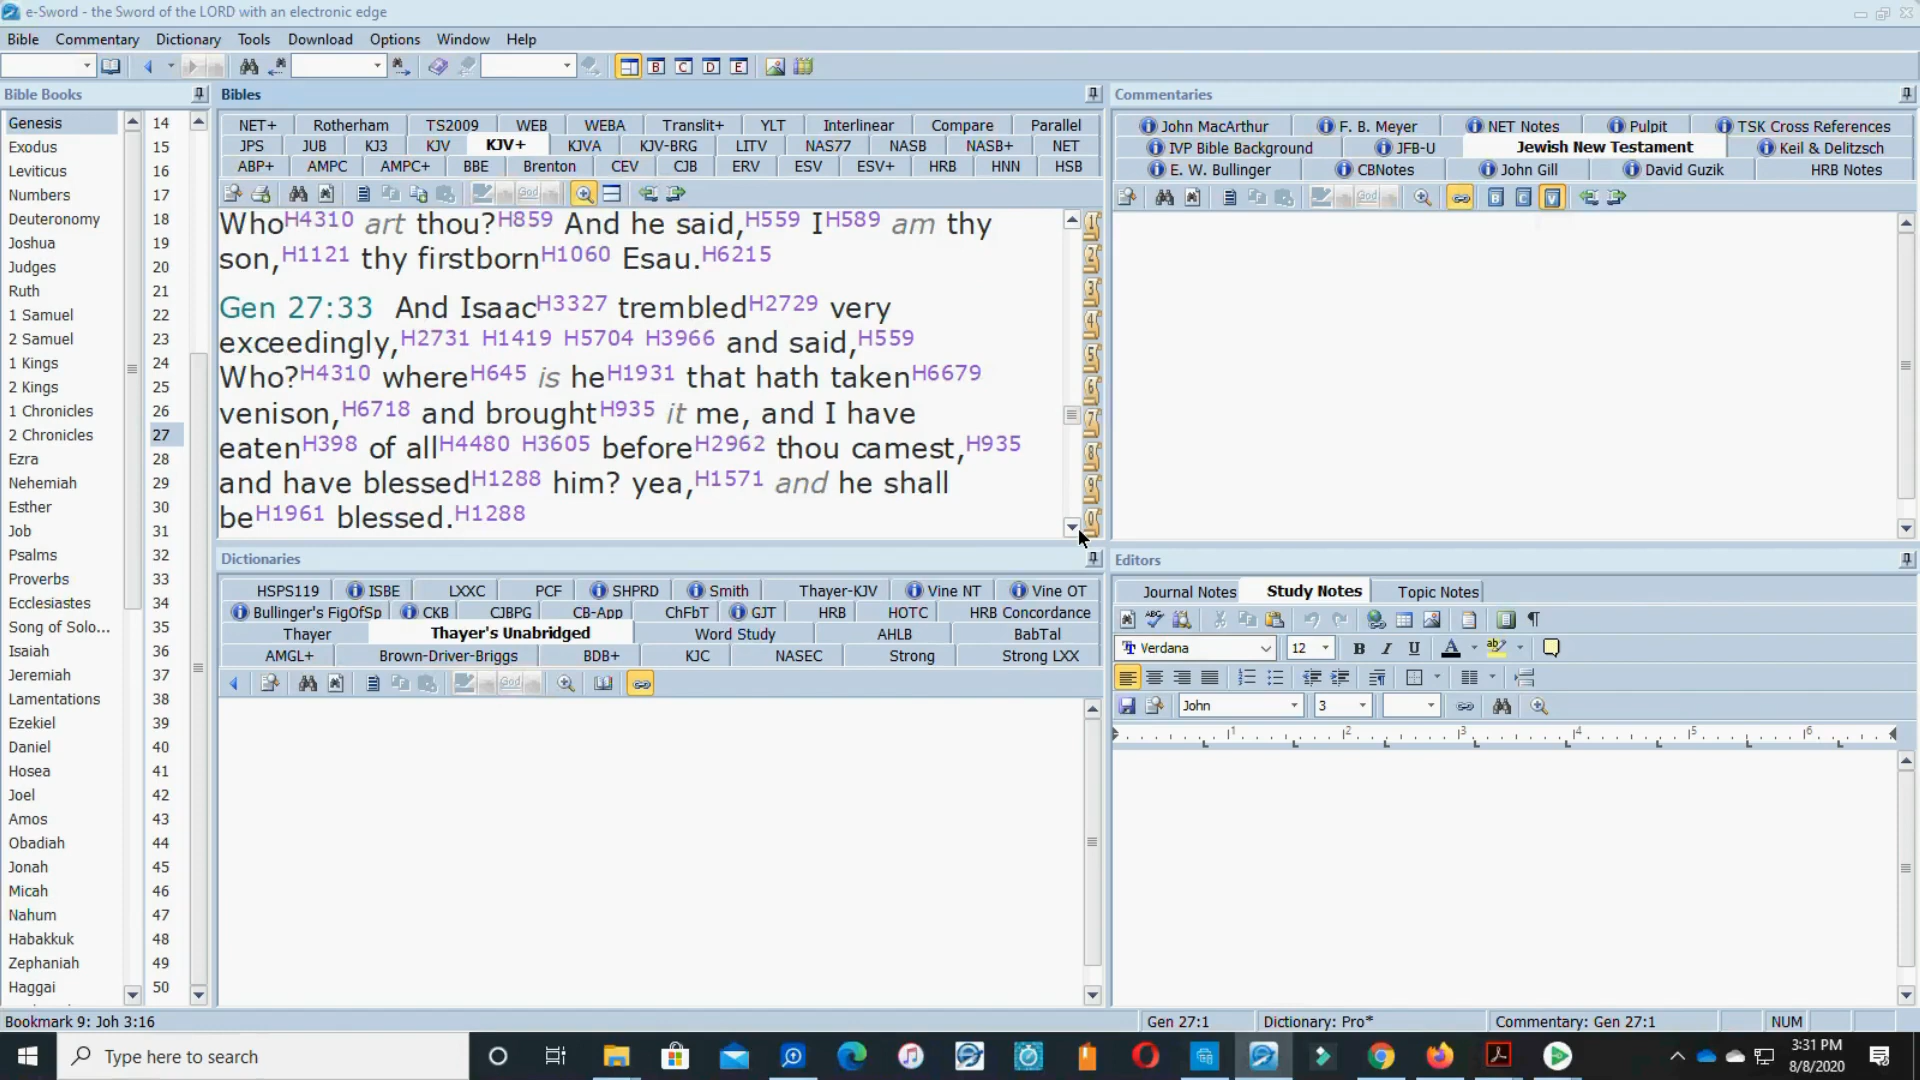 e-Sword - the Sword of the LORD with an electronic edge
Bible Commentary Dictionary Tools Download Options Window Help
B C D E
Bible Books
Genesis 14
Exodus 15
Leviticus 16
Numbers 17
Deuteronomy 18
Joshua 19
Judges 20
Ruth 21
1 Samuel 22
2 Samuel 23
1 Kings 24
2 Kings 25
1 Chronicles 26
2 Chronicles 27
Ezra 28
Nehemiah 29
Esther 30
Job 31
Psalms 32
Proverbs 33
Ecclesiastes 34
Song of Solo... 35
Isaiah 36
Jeremiah 37
Lamentations 38
Ezekiel 39
Daniel 40
Hosea 41
Joel 42
Amos 43
Obadiah 44
Jonah 45
Micah 46
Nahum 47
Habakkuk 48
Zephaniah 49
Haggai 50
Bibles
NET+ Rotherham TS2009 WEB WEBA Translit+ YLT Interlinear Compare Parallel
JPS JUB KJ3 KJV KJV+ KJVA KJV-BRG LITV NAS77 NASB NASB+ NET
ABP+ AMPC AMPC+ BBE Brenton CEV CJB ERV ESV ESV+ HRB HNN HSB
WhoH4310 art thou?H859 And he said,H559 IH589 am thy
son,H1121 thy firstbornH1060 Esau.H6215
Gen 27:33 And IsaacH3327 trembledH2729 very
exceedingly,H2731 H1419 H5704 H3966 and said,H559
Who?H4310 whereH645 is heH1931 that hath takenH6679
venison,H6718 and broughtH935 it me, and I have
eatenH398 of allH4480 H3605 beforeH2962 thou camest,H935
and have blessedH1288 him? yea,H1571 and he shall
beH1961 blessed.H1288
1
2
3
4
5
6
7
8
9
0
Commentaries
John MacArthur F. B. Meyer NET Notes Pulpit TSK Cross References
IVP Bible Background JFB-U Jewish New Testament Keil & Delitzsch
E. W. Bullinger CBNotes John Gill David Guzik HRB Notes
Dictionaries
HSPS119 ISBE LXXC PCF SHPRD Smith Thayer-KJV Vine NT Vine OT
Bullinger's FigOfSp CKB CJBPG CB-App ChFbT GJT HRB HOTC HRB Concordance
Thayer Thayer's Unabridged Word Study AHLB BabTal
AMGL+ Brown-Driver-Briggs BDB+ KJC NASEC Strong Strong LXX
Editors
Journal Notes Study Notes Topic Notes
Verdana 12 B I U A
John 3
1 2 3 4 5 6
Bookmark 9: Joh 3:16 Gen 27:1 Dictionary: Pro* Commentary: Gen 27:1 NUM
Type here to search
3:31 PM
8/8/2020